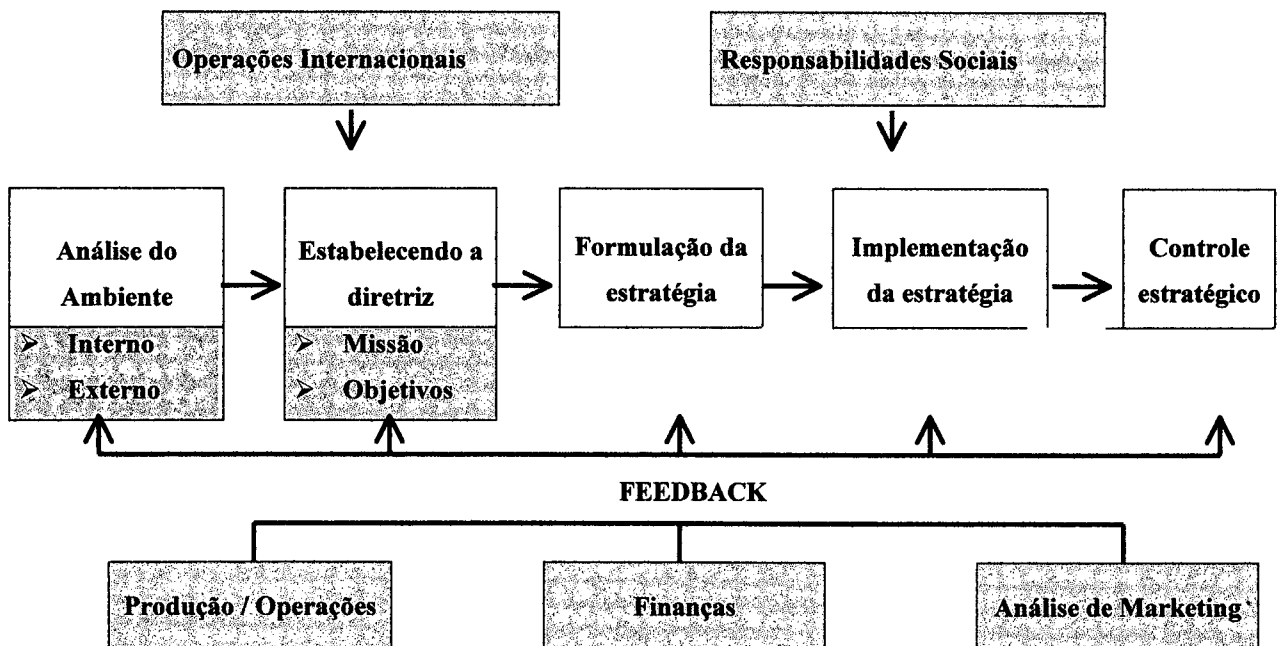 Operações Internacionais
Responsabilidades Sociais
Análise do
Ambiente
➢ Interno
➢ Externo
Estabelecendo a
diretriz
➢ Missão
➢ Objetivos
Formulação da
estratégia
Implementação
da estratégia
Controle
estratégico
FEEDBACK
Produção / Operações
Finanças
Análise de Marketing